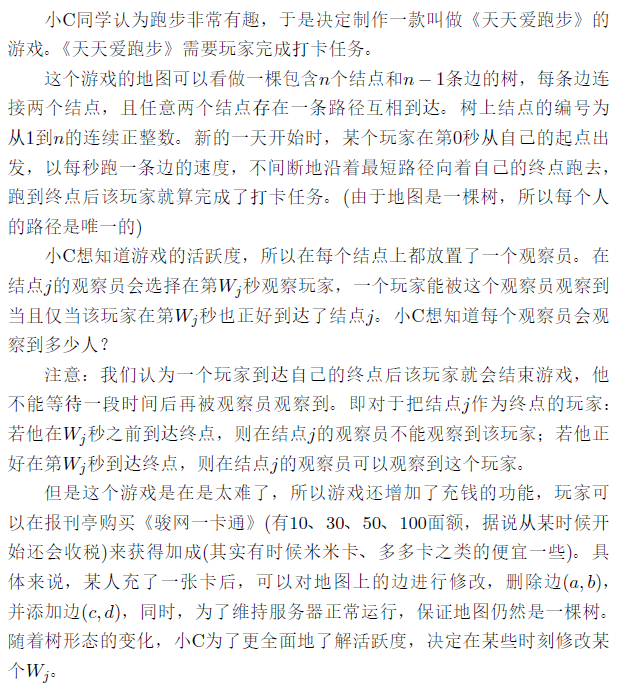 小C同学认为跑步非常有趣，于是决定制作一款叫做《天天爱跑步》的
游戏。《天天爱跑步》需要玩家完成打卡任务。
这个游戏的地图可以看做一棵包含n个结点和n − 1条边的树，每条边连
接两个结点，且任意两个结点存在一条路径互相到达。树上结点的编号为
从1到n的连续正整数。新的一天开始时，某个玩家在第0秒从自己的起点出
发，以每秒跑一条边的速度，不间断地沿着最短路径向着自己的终点跑去，
跑到终点后该玩家就算完成了打卡任务。(由于地图是一棵树，所以每个人
的路径是唯一的)
小C想知道游戏的活跃度，所以在每个结点上都放置了一个观察员。在
结点j的观察员会选择在第Wj秒观察玩家，一个玩家能被这个观察员观察到
当且仅当该玩家在第Wj秒也正好到达了结点j。小C想知道每个观察员会观
察到多少人？
注意：我们认为一个玩家到达自己的终点后该玩家就会结束游戏，他
不能等待一段时间后再被观察员观察到。即对于把结点j作为终点的玩家：
若他在Wj秒之前到达终点，则在结点j的观察员不能观察到该玩家；若他正
好在第Wj秒到达终点，则在结点j的观察员可以观察到这个玩家。
但是这个游戏是在是太难了，所以游戏还增加了充钱的功能，玩家可
以在报刊亭购买《骏网一卡通》(有10、30、50、100面额，据说从某时候开
始还会收税)来获得加成(其实有时候米米卡、多多卡之类的便宜一些)。具
体来说，某人充了一张卡后，可以对地图上的边进行修改，删除边(a, b)，
并添加边(c, d)，同时，为了维持服务器正常运行，保证地图仍然是一棵树。
随着树形态的变化，小C为了更全面地了解活跃度，决定在某些时刻修改某
个Wj。